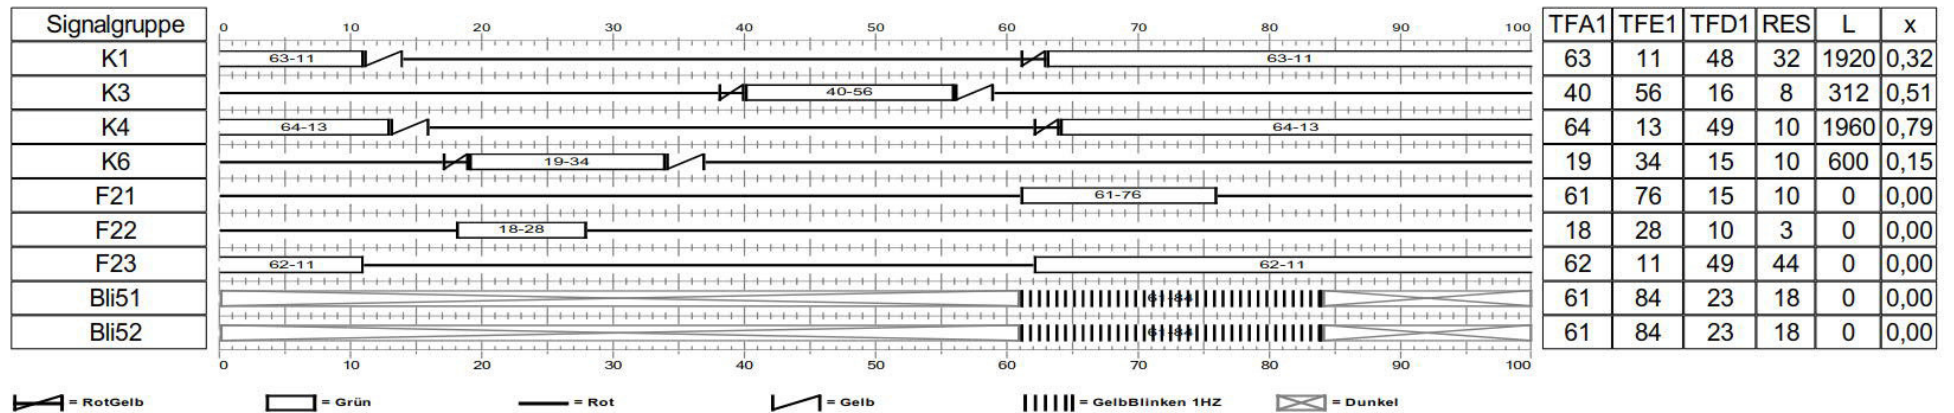 Signalgruppe 0 10 20 30 40 50 60 70 80 90 100 TFA1 TFE1 TFD1 RES L x
K1 63-11 63-11 63 11 48 32 1920 0,32
K3 40-56 40 56 16 8 312 0,51
K4 64-13 64-13 64 13 49 10 1960 0,79
K6 19-34 19 34 15 10 600 0,15
F21 61-76 61 76 15 10 0 0,00
F22 18-28 18 28 10 3 0 0,00
F23 62-11 62-11 62 11 49 44 0 0,00
Bli51 61-84 61 84 23 18 0 0,00
Bli52 61-84 61 84 23 18 0 0,00
0 10 20 30 40 50 60 70 80 90 100
= RotGelb = Grün = Rot = Gelb = GelbBlinken 1HZ = Dunkel